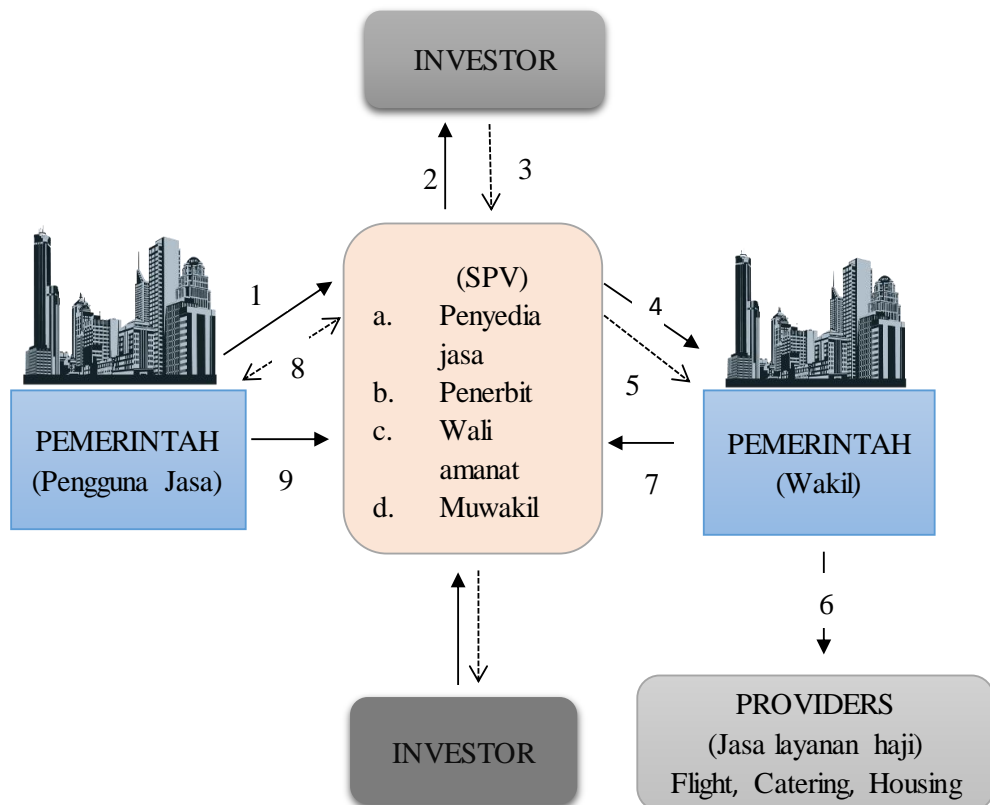 INVESTOR
2
3
1
8
(SPV)
a. Penyedia
jasa
b. Penerbit
c. Wali
amanat
d. Muwakil
4
5
PEMERINTAH
(Pengguna Jasa)
9
7
PEMERINTAH
(Wakil)
6
INVESTOR
PROVIDERS
(Jasa layanan haji)
Flight, Catering, Housing